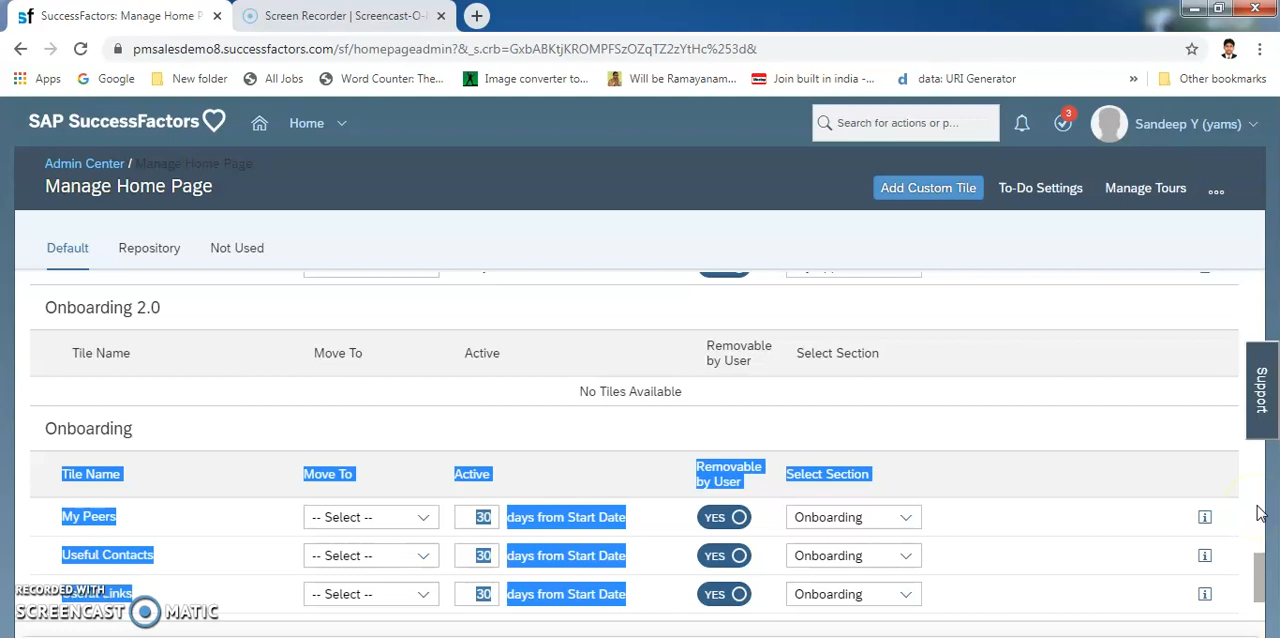 SuccessFactors: Manage Home P
Screen Recorder | Screencast-O-
pmsalesdemo8.successfactors.com/sf/homepageadmin?&_s.crb=GxbABKtjKROMPFSzOZqTZ2zYtHc%253d&
Apps Google New folder All Jobs Word Counter: The... Image converter to... Will be Ramayanan... Join built in india -... data: URI Generator » Other bookmarks
SAP SuccessFactors Home Search for actions or p... 3 Sandeep Y (yams)
Admin Center / Manage Home Page
Manage Home Page
Add Custom Tile To-Do Settings Manage Tours
Default Repository Not Used
Onboarding 2.0
Tile Name Move To Active Removable by User Select Section
No Tiles Available
Onboarding
Tile Name Move To Active Removable by User Select Section
My Peers -- Select -- 30 days from Start Date YES Onboarding
Useful Contacts -- Select -- 30 days from Start Date YES Onboarding
Useful Links -- Select -- 30 days from Start Date YES Onboarding
Support
RECORDED WITH
SCREENCAST MATIC